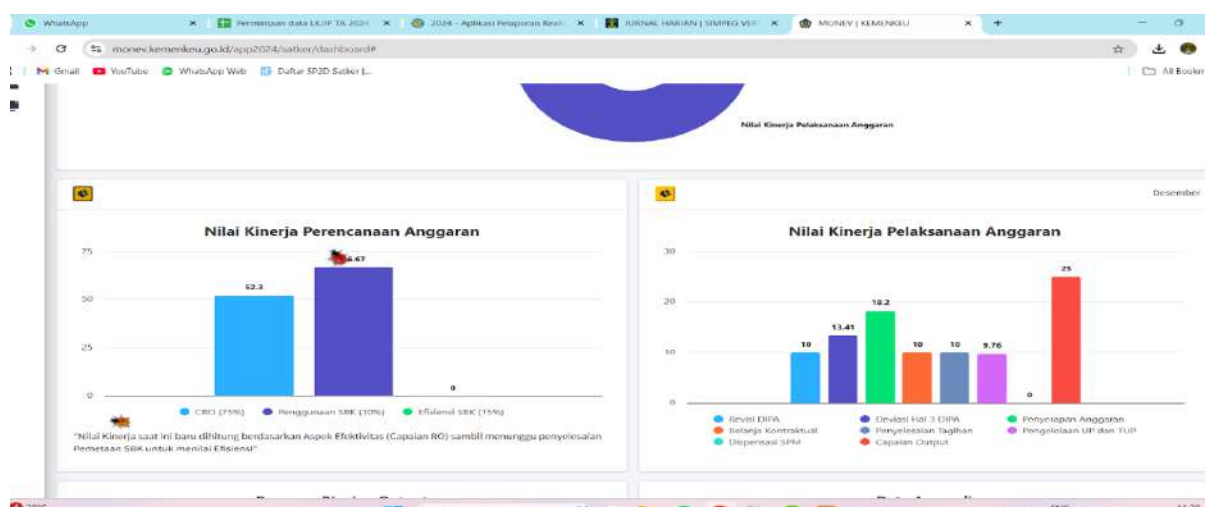 WhatsApp
Permintaan data LKJIP TA 2024
2024 - Aplikasi Pelaporan Reali
JURNAL HARIAN | SIMPEG VER
MONEV | KEMENKEU
monev.kemenkeu.go.id/app2024/satker/dashboard#
Gmail YouTube WhatsApp Web Daftar SP2D Satker |...
All Bookm
Nilai Kinerja Pelaksanaan Anggaran
Desember
Nilai Kinerja Perencanaan Anggaran
75
50
25
0
52.3
6.67
0
CRO (75%) Penggunaan SBK (10%) Efisiensi SBK (15%)
"Nilai Kinerja saat ini baru dihitung berdasarkan Aspek Efektivitas (Capaian RO) sambil menunggu penyelesaian
Pemetaan SBK untuk menilai Efisiensi"
Nilai Kinerja Pelaksanaan Anggaran
30
20
10
0
10
13.41
18.2
10
10
9.76
0
25
Revisi DIPA Deviasi Hal 3 DIPA Penyerapan Anggaran
Belanja Kontraktual Penyelesaian Tagihan Pengelolaan UP dan TUP
Dispensasi SPM Capaian Output